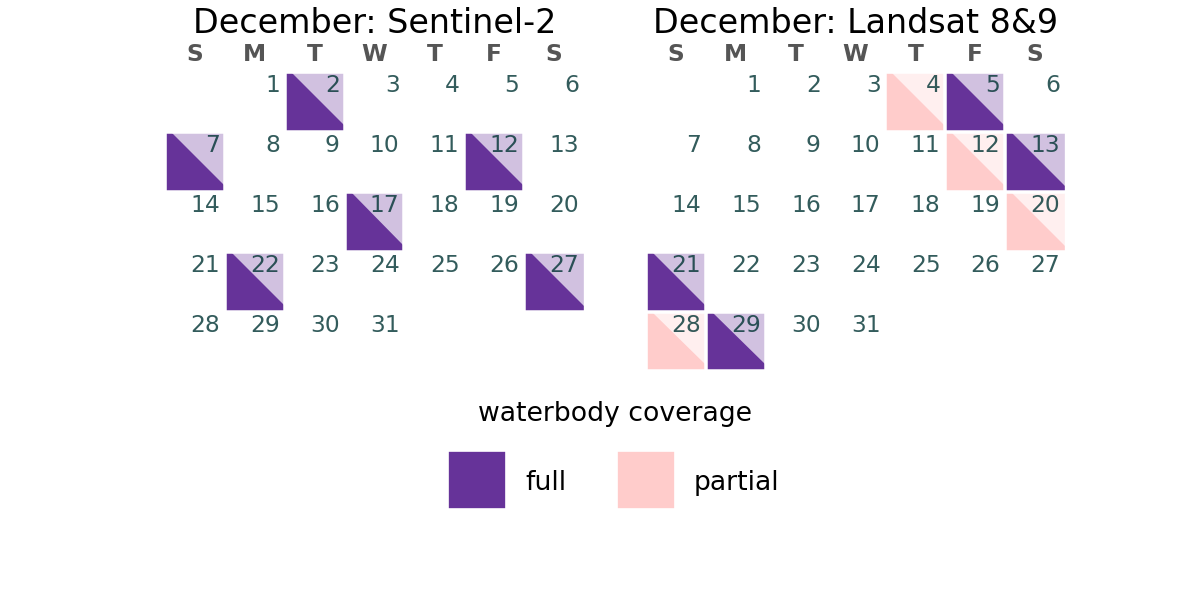 December: Sentinel-2
S M T W T F S
1 2 3 4 5 6
7 8 9 10 11 12 13
14 15 16 17 18 19 20
21 22 23 24 25 26 27
28 29 30 31
December: Landsat 8&9
S M T W T F S
1 2 3 4 5 6
7 8 9 10 11 12 13
14 15 16 17 18 19 20
21 22 23 24 25 26 27
28 29 30 31
waterbody coverage
full partial